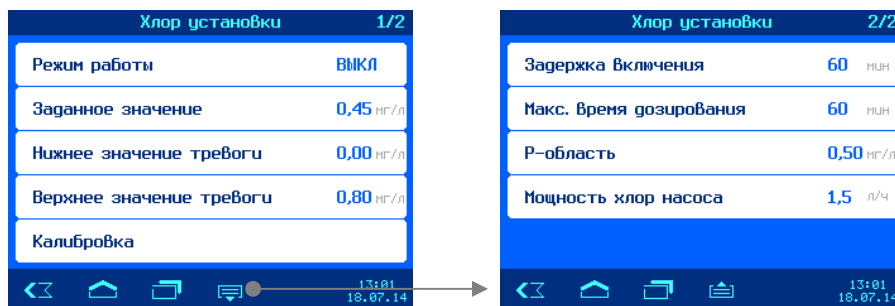 Хлор установки 1/2
Режим работы ВЫКЛ
Заданное значение 0,45 мг/л
Нижнее значение тревоги 0,00 мг/л
Верхнее значение тревоги 0,80 мг/л
Калибровка
13:01
18.07.14
Хлор установки 2/2
Задержка включения 60 мин
Макс. время дозирования 60 мин
P-область 0,50 мг/л
Мощность хлор насоса 1,5 л/ч
13:01
18.07.14